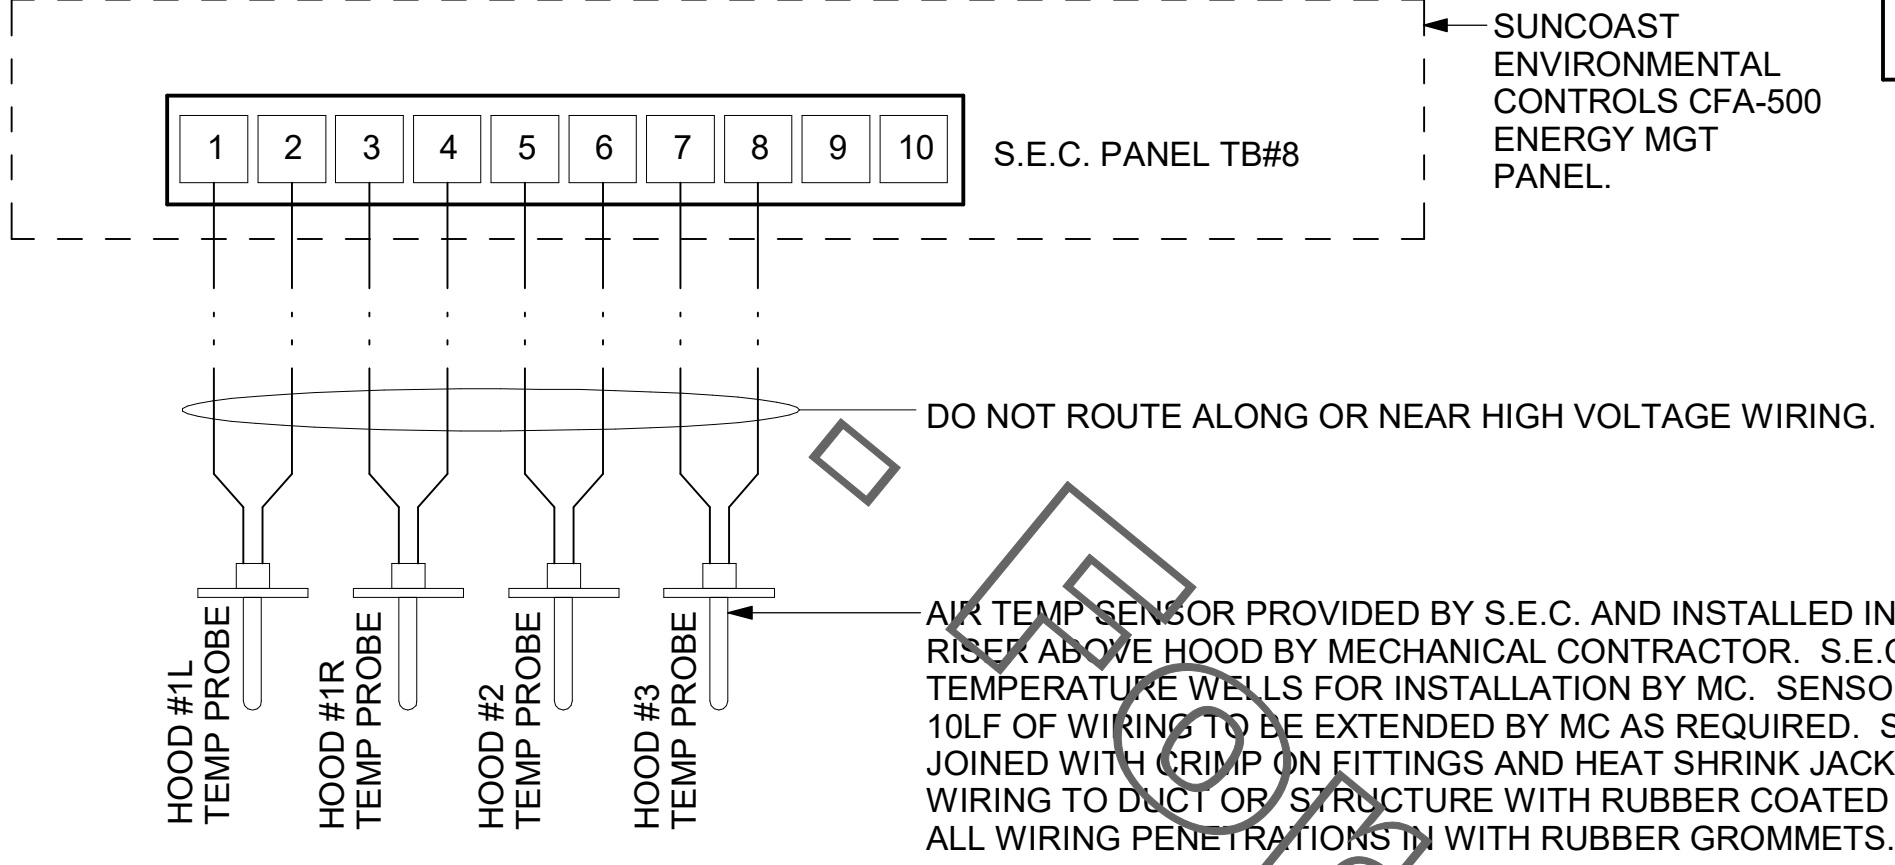 SUNCOAST
ENVIRONMENTAL
CONTROLS CFA-500
ENERGY MGT
PANEL.
1 2 3 4 5 6 7 8 9 10
S.E.C. PANEL TB#8
DO NOT ROUTE ALONG OR NEAR HIGH VOLTAGE WIRING.
AIR TEMP SENSOR PROVIDED BY S.E.C. AND INSTALLED IN
RISER ABOVE HOOD BY MECHANICAL CONTRACTOR. S.E.C
TEMPERATURE WELLS FOR INSTALLATION BY MC. SENSO
10LF OF WIRING TO BE EXTENDED BY MC AS REQUIRED. S
JOINED WITH CRIMP ON FITTINGS AND HEAT SHRINK JACK
WIRING TO DUCT OR STRUCTURE WITH RUBBER COATED
ALL WIRING PENETRATIONS IN WITH RUBBER GROMMETS.
HOOD #1L
TEMP PROBE
HOOD #1R
TEMP PROBE
HOOD #2
TEMP PROBE
HOOD #3
TEMP PROBE